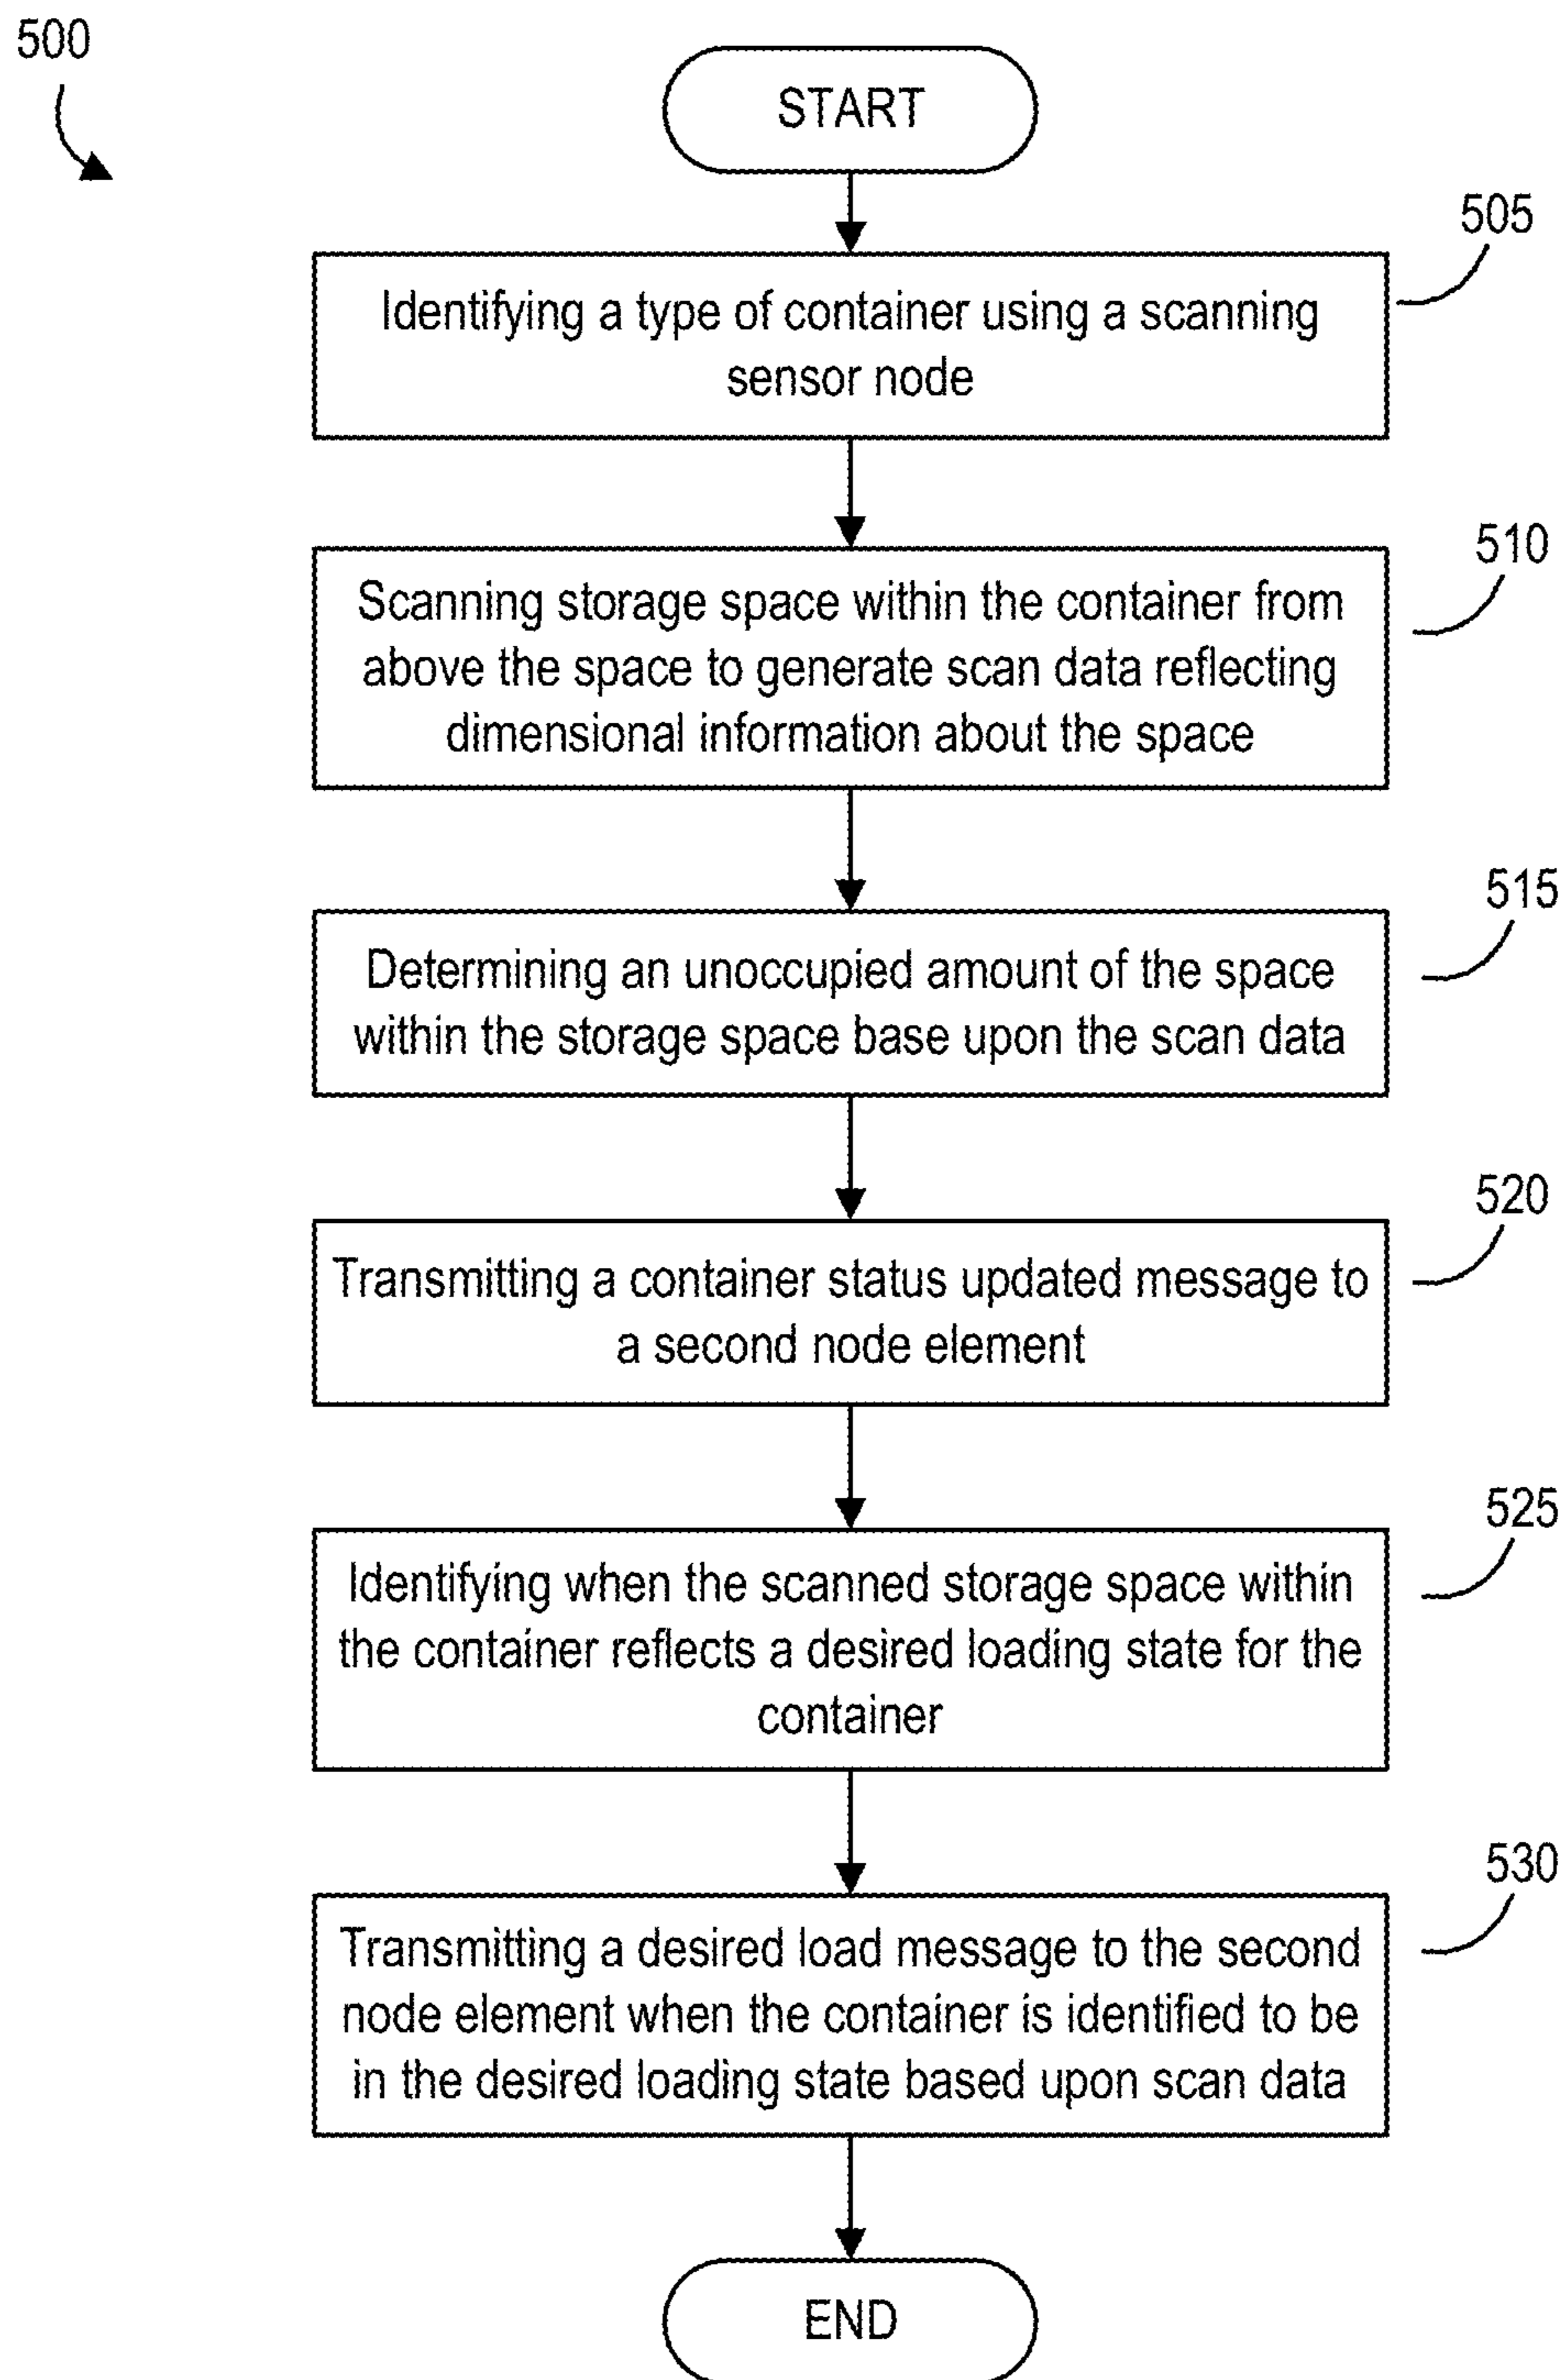 500
START
505
Identifying a type of container using a scanning
sensor node
510
Scanning storage space within the container from
above the space to generate scan data reflecting
dimensional information about the space
515
Determining an unoccupied amount of the space
within the storage space base upon the scan data
520
Transmitting a container status updated message to
a second node element
525
Identifying when the scanned storage space within
the container reflects a desired loading state for the
container
530
Transmitting a desired load message to the second
node element when the container is identified to be
in the desired loading state based upon scan data
END